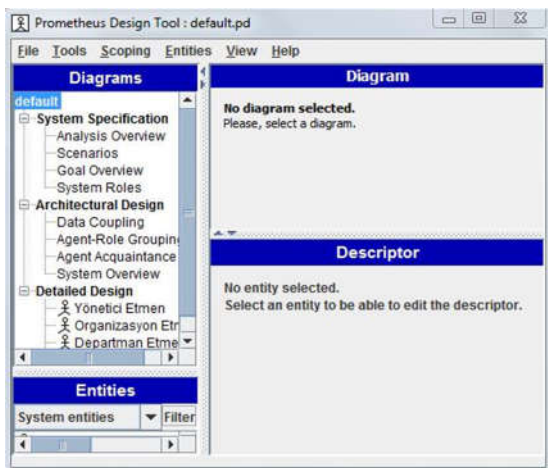 Prometheus Design Tool : default.pd
File Tools Scoping Entities View Help
Diagrams
default
System Specification
Analysis Overview
Scenarios
Goal Overview
System Roles
Architectural Design
Data Coupling
Agent-Role Grouping
Agent Acquaintance
System Overview
Detailed Design
Yönetici Etmen
Organizasyon Etr
Departman Etme
Entities
System entities Filter
Diagram
No diagram selected.
Please, select a diagram.
Descriptor
No entity selected.
Select an entity to be able to edit the descriptor.